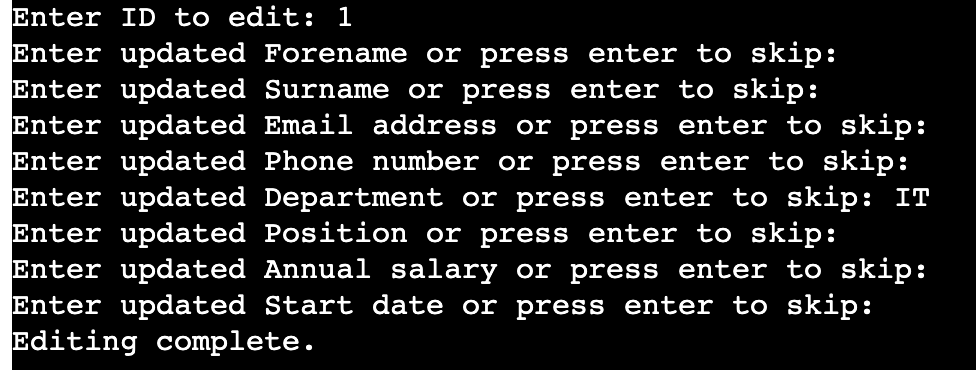 Enter ID to edit: 1
Enter updated Forename or press enter to skip:
Enter updated Surname or press enter to skip:
Enter updated Email address or press enter to skip:
Enter updated Phone number or press enter to skip:
Enter updated Department or press enter to skip: IT
Enter updated Position or press enter to skip:
Enter updated Annual salary or press enter to skip:
Enter updated Start date or press enter to skip:
Editing complete.